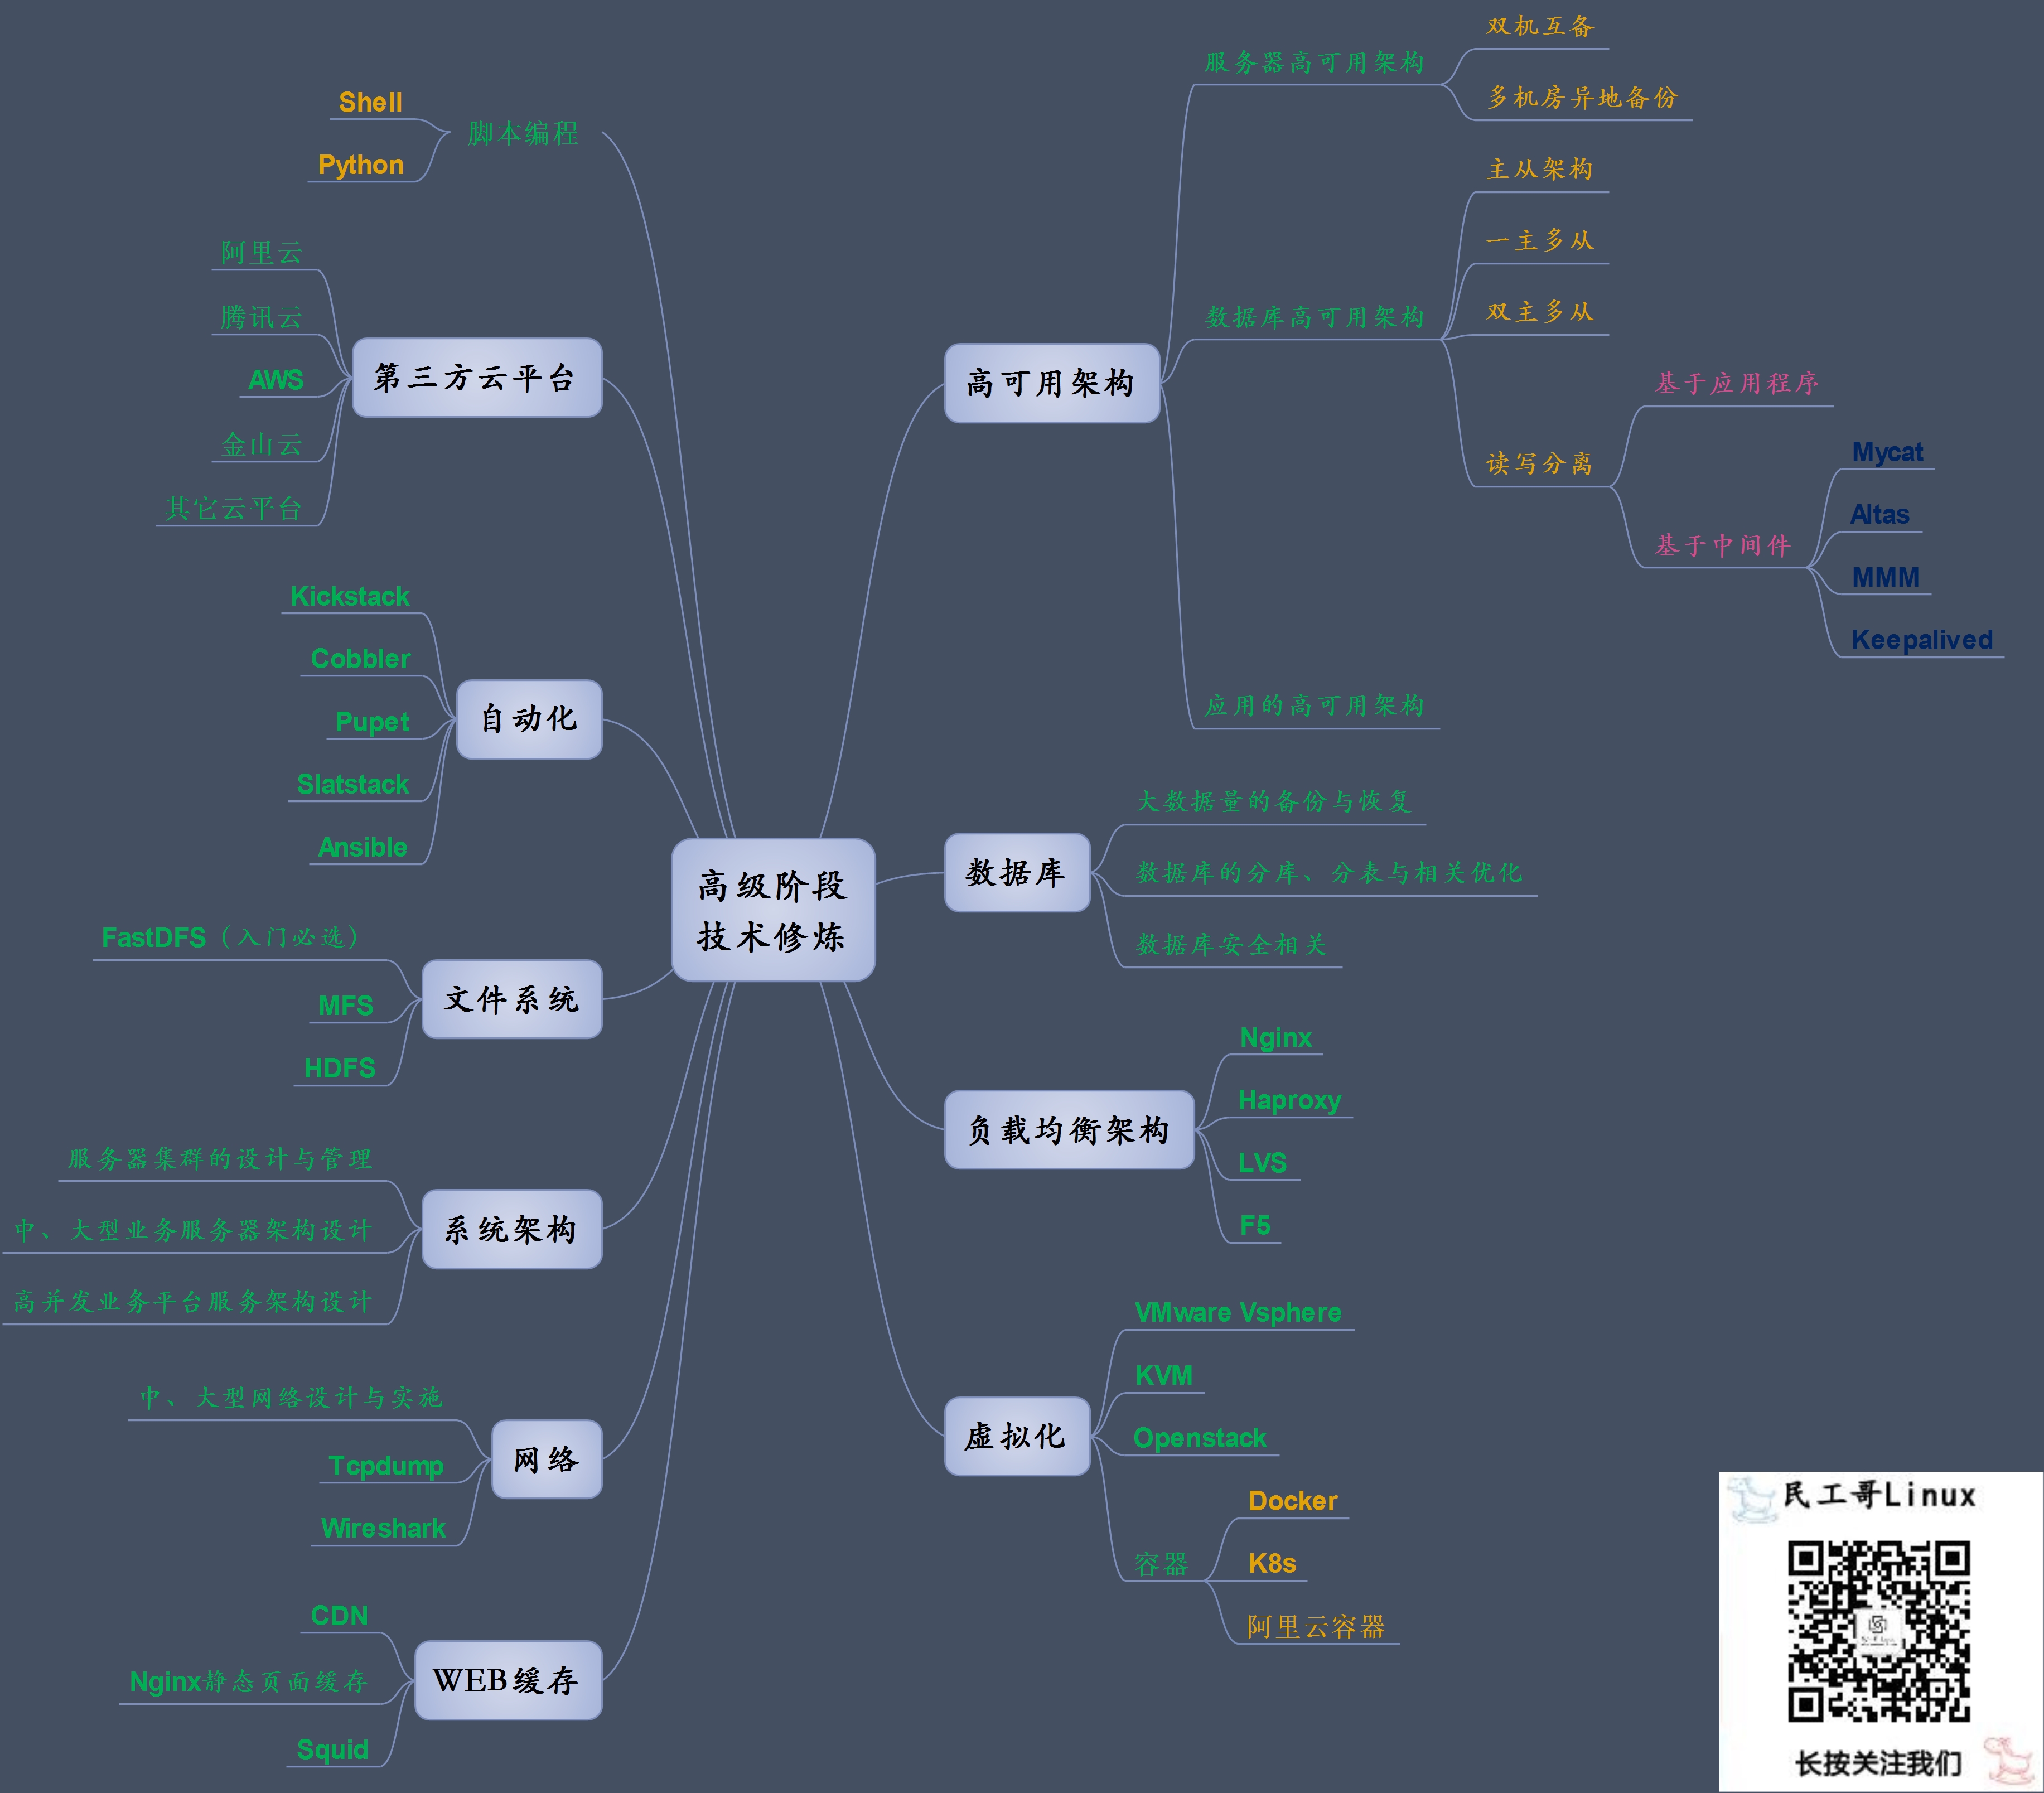 高级阶段
技术修炼
高可用架构
服务器高可用架构
双机互备
多机房异地备份
数据库高可用架构
主从架构
一主多从
双主多从
读写分离
基于应用程序
基于中间件
Mycat
Altas
MMM
Keepalived
应用的高可用架构
数据库
大数据量的备份与恢复
数据库的分库、分表与相关优化
数据库安全相关
负载均衡架构
Nginx
Haproxy
LVS
F5
虚拟化
VMware Vsphere
KVM
Openstack
容器
Docker
K8s
阿里云容器
脚本编程
Shell
Python
第三方云平台
阿里云
腾讯云
AWS
金山云
其它云平台
自动化
Kickstack
Cobbler
Pupet
Slatstack
Ansible
文件系统
FastDFS（入门必选）
MFS
HDFS
系统架构
服务器集群的设计与管理
中、大型业务服务器架构设计
高并发业务平台服务架构设计
网络
中、大型网络设计与实施
Tcpdump
Wireshark
WEB缓存
CDN
Nginx静态页面缓存
Squid
民工哥Linux
长按关注我们